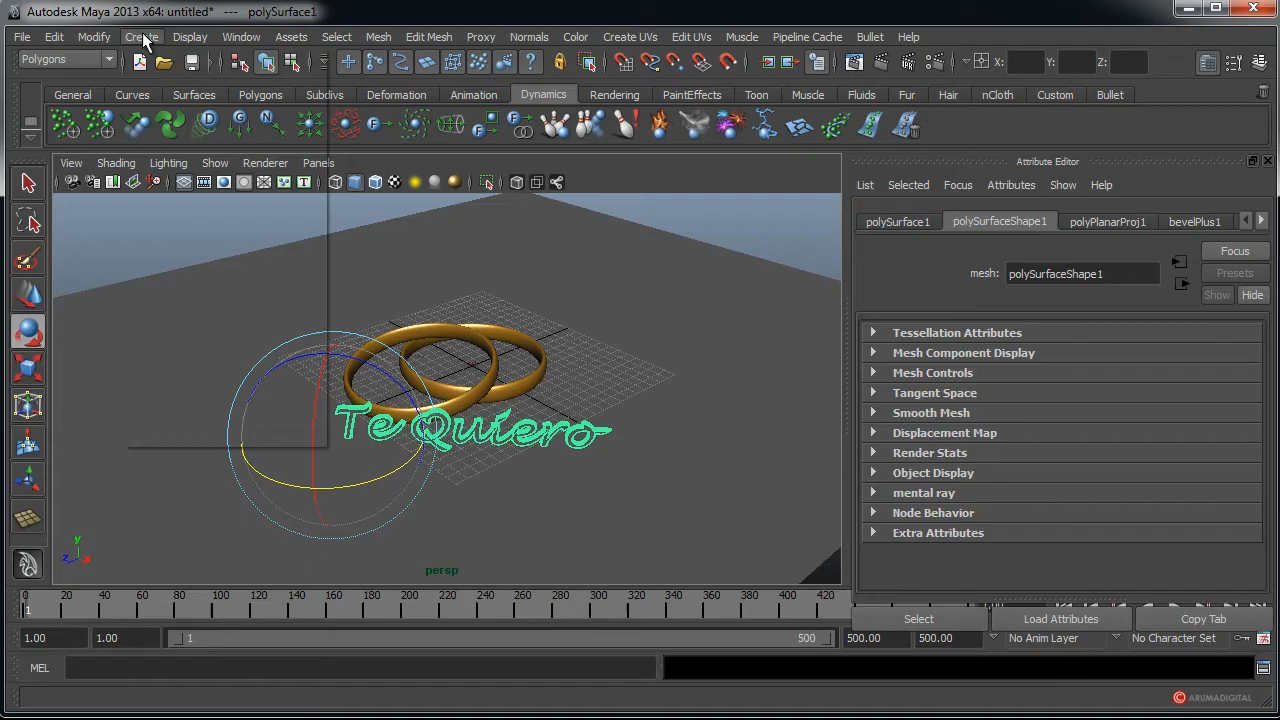 Autodesk Maya 2013 x64: untitled* --- polySurface1
File Edit Modify Create Display Window Assets Select Mesh Edit Mesh Proxy Normals Color Create UVs Edit UVs Muscle Pipeline Cache Bullet Help
Polygons X: Y: Z:
General Curves Surfaces Polygons Subdivs Deformation Animation Dynamics Rendering PaintEffects Toon Muscle Fluids Fur Hair nCloth Custom Bullet
View Shading Lighting Show Renderer Panels
Attribute Editor
List Selected Focus Attributes Show Help
polySurface1 polySurfaceShape1 polyPlanarProj1 bevelPlus1
Focus
mesh: polySurfaceShape1 Presets
Show Hide
Tessellation Attributes
Mesh Component Display
Mesh Controls
Tangent Space
Smooth Mesh
Displacement Map
Render Stats
Object Display
mental ray
Node Behavior
Extra Attributes
Te Quiero
y
z x
persp
0 20 40 60 80 100 120 140 160 180 200 220 240 260 280 300 320 340 360 380 400 420
1
Select Load Attributes Copy Tab
1.00 1.00 1 500 500.00 500.00 No Anim Layer No Character Set
MEL
© ARUMADIGITAL